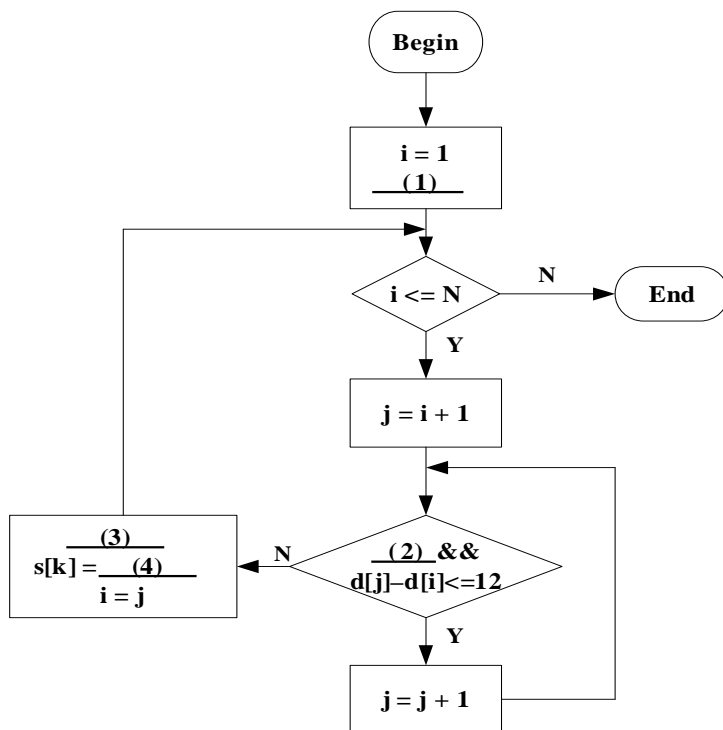 Begin
i = 1
(1)
i <= N
N
End
Y
j = i + 1
(2) &&
d[j]–d[i]<=12
N
(3)
s[k] = (4)
i = j
Y
j = j + 1